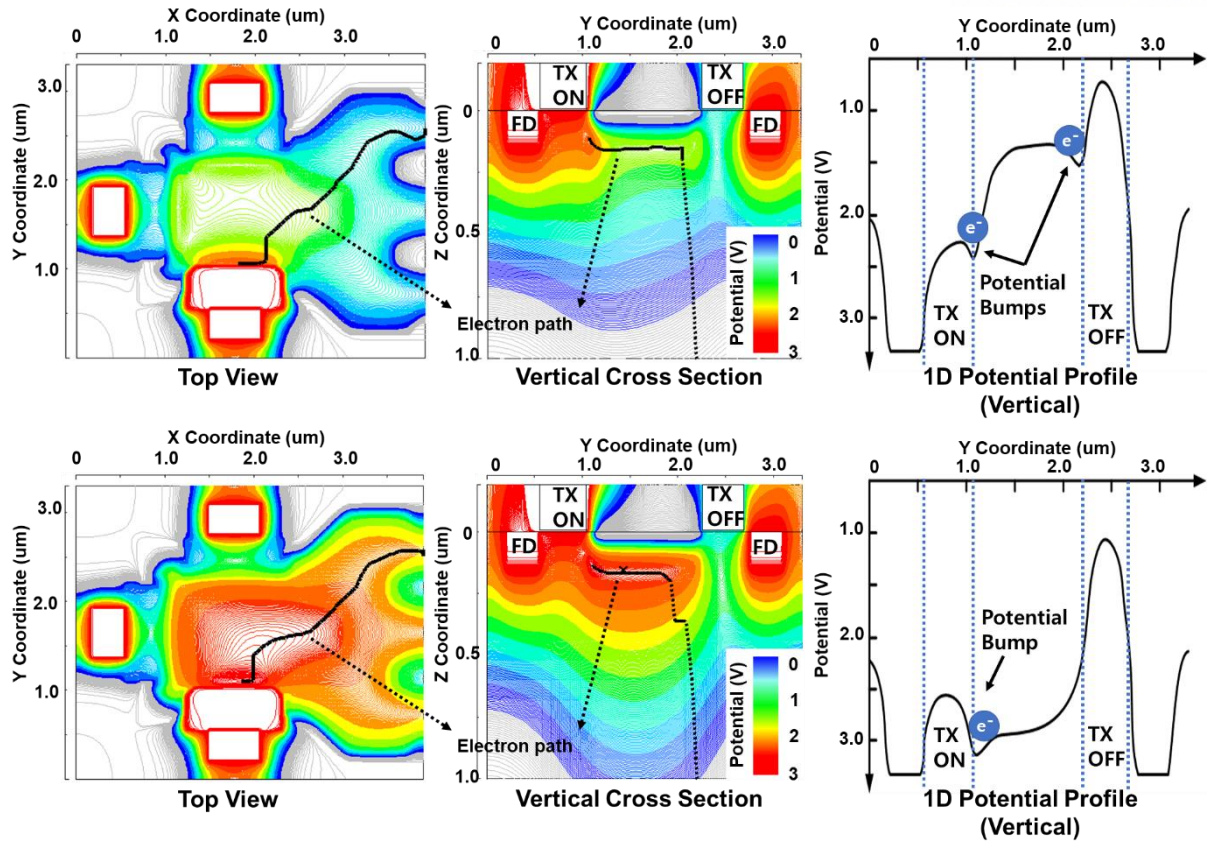 X Coordinate (um)
0 1.0 2.0 3.0
Y Coordinate (um)
3.0
2.0
1.0
0
Top View
Electron path
Y Coordinate (um)
0 1.0 2.0 3.0
Z Coordinate (um)
0
0.5
1.0
TX
ON
TX
OFF
FD
FD
Potential (V)
0
1
2
3
Vertical Cross Section
Y Coordinate (um)
0 1.0 2.0 3.0
Potential (V)
1.0
2.0
3.0
e-
e-
Potential
Bumps
TX
ON
TX
OFF
1D Potential Profile
(Vertical)
X Coordinate (um)
0 1.0 2.0 3.0
Y Coordinate (um)
3.0
2.0
1.0
0
Top View
Electron path
Y Coordinate (um)
0 1.0 2.0 3.0
Z Coordinate (um)
0
0.5
1.0
TX
ON
TX
OFF
FD
FD
Potential (V)
0
1
2
3
Vertical Cross Section
Y Coordinate (um)
0 1.0 2.0 3.0
Potential (V)
1.0
2.0
3.0
Potential
Bump
e-
TX
ON
TX
OFF
1D Potential Profile
(Vertical)